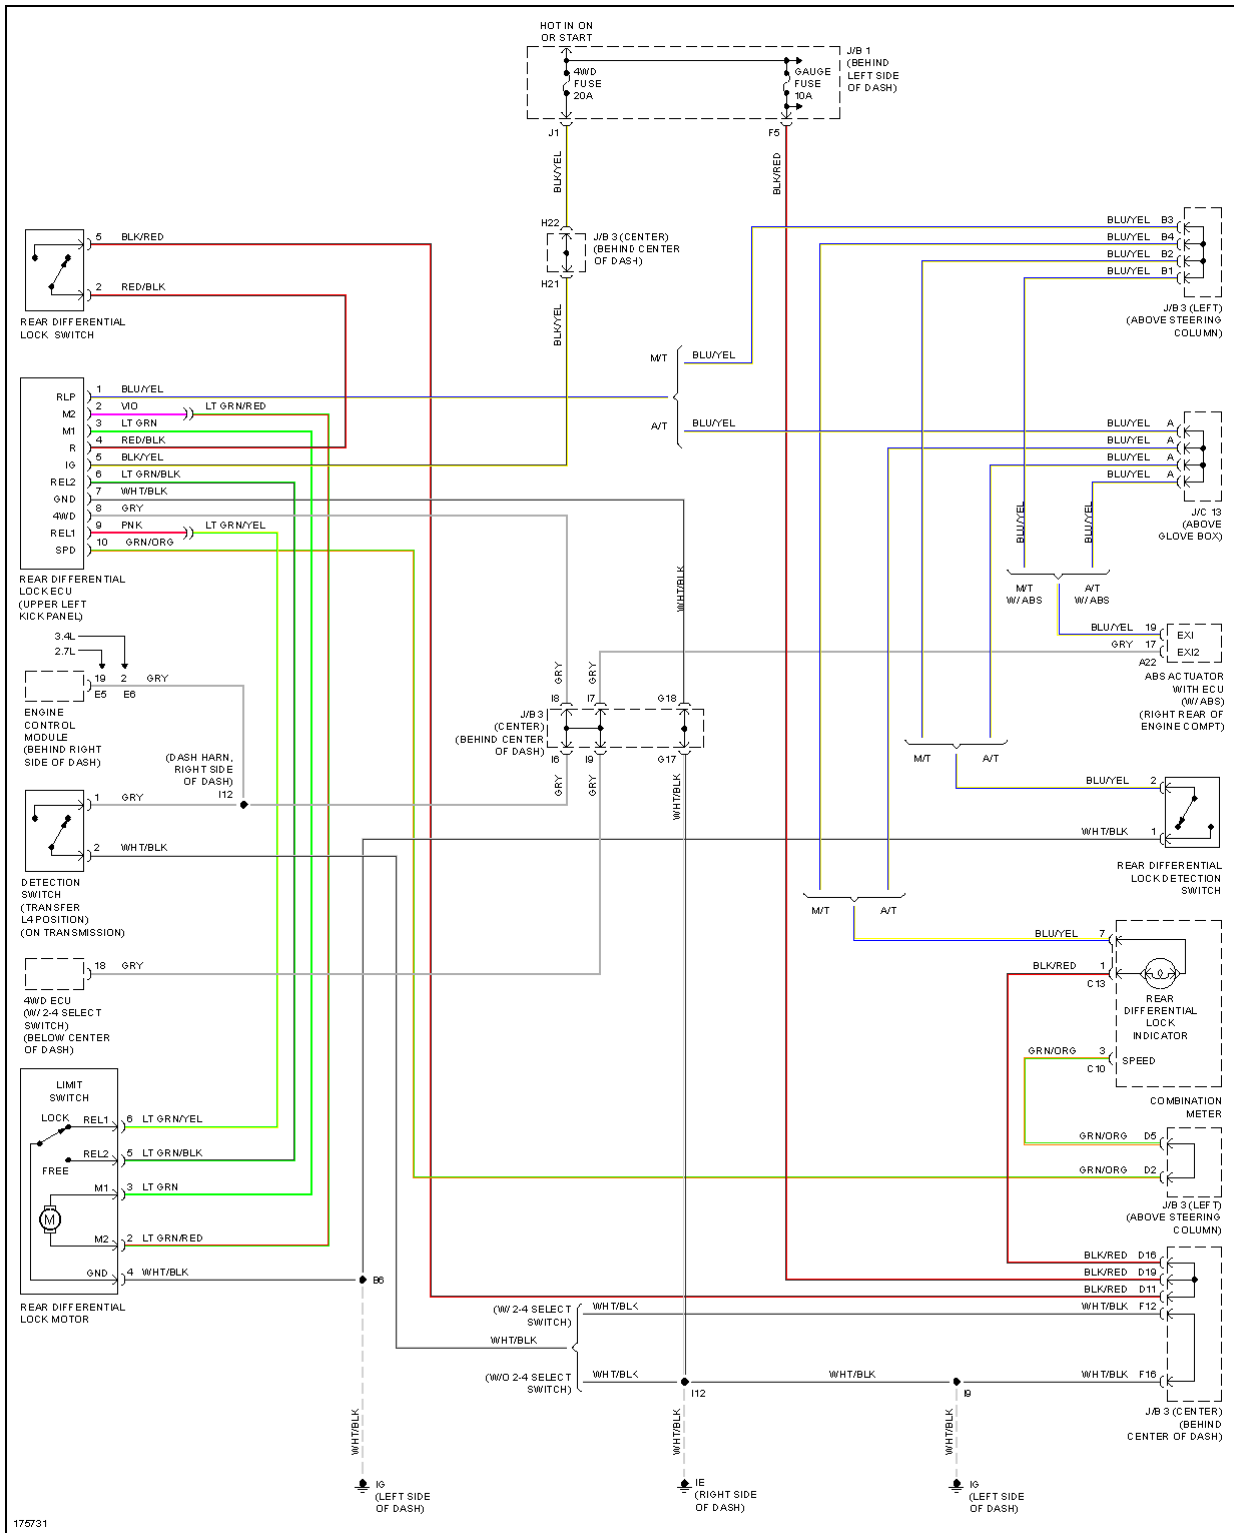 HOT IN ON
OR START
J/B 1
(BEHIND
LEFT SIDE
OF DASH)
4WD
FUSE
20A
GAUGE
FUSE
10A
J1
F5
BLK/YEL
BLK/RED
H22
J/B 3 (CENTER)
(BEHIND CENTER
OF DASH)
H21
BLK/YEL
5 BLK/RED
2 RED/BLK
REAR DIFFERENTIAL
LOCK SWITCH
BLU/YEL B3
BLU/YEL B4
BLU/YEL B2
BLU/YEL B1
J/B 3 (LEFT)
(ABOVE STEERING
COLUMN)
M/T BLU/YEL
A/T BLU/YEL
RLP 1 BLU/YEL
M2 2 VIO LT GRN/RED
M1 3 LT GRN
R 4 RED/BLK
IG 5 BLK/YEL
REL2 6 LT GRN/BLK
GND 7 WHT/BLK
4WD 8 GRY
REL1 9 PNK LT GRN/YEL
SPD 10 GRN/ORG
REAR DIFFERENTIAL
LOCK ECU
(UPPER LEFT
KICK PANEL)
BLU/YEL A
BLU/YEL A
BLU/YEL A
BLU/YEL A
J/C 13
(ABOVE
GLOVE BOX)
BLU/YEL
BLU/YEL
M/T
W/ ABS
A/T
W/ ABS
WHT/BLK
BLU/YEL 19 EXI
GRY 17 EXI2
A22
ABS ACTUATOR
WITH ECU
(W/ ABS)
(RIGHT REAR OF
ENGINE COMPT)
3.4L
2.7L
19 2 GRY
E5 E6
ENGINE
CONTROL
MODULE
(BEHIND RIGHT
SIDE OF DASH)
GRY
GRY
I8 I7 G18
J/B 3
(CENTER)
(BEHIND CENTER
OF DASH)
I6 I9 G17
GRY
GRY
WHT/BLK
(DASH HARN,
RIGHT SIDE
OF DASH)
I12
M/T A/T
1 GRY
2 WHT/BLK
DETECTION
SWITCH
(TRANSFER
L4 POSITION)
(ON TRANSMISSION)
BLU/YEL 2
WHT/BLK 1
REAR DIFFERENTIAL
LOCK DETECTION
SWITCH
M/T A/T
18 GRY
4WD ECU
(W/ 2-4 SELECT
SWITCH)
(BELOW CENTER
OF DASH)
BLU/YEL 7
BLK/RED 1
C13
REAR
DIFFERENTIAL
LOCK
INDICATOR
GRN/ORG 3 SPEED
C10
COMBINATION
METER
LIMIT
SWITCH
LOCK
FREE
REL1 6 LT GRN/YEL
REL2 5 LT GRN/BLK
M1 3 LT GRN
M
M2 2 LT GRN/RED
GND 4 WHT/BLK
B6
REAR DIFFERENTIAL
LOCK MOTOR
GRN/ORG D5
GRN/ORG D2
J/B 3 (LEFT)
(ABOVE STEERING
COLUMN)
BLK/RED D16
BLK/RED D19
BLK/RED D11
WHT/BLK F12
WHT/BLK F16
J/B 3 (CENTER)
(BEHIND
CENTER OF DASH)
(W/ 2-4 SELECT
SWITCH)
WHT/BLK
WHT/BLK
(W/O 2-4 SELECT
SWITCH)
WHT/BLK
I12
WHT/BLK
I9
WHT/BLK
WHT/BLK
WHT/BLK
IG
(LEFT SIDE
OF DASH)
IE
(RIGHT SIDE
OF DASH)
IG
(LEFT SIDE
OF DASH)
175731